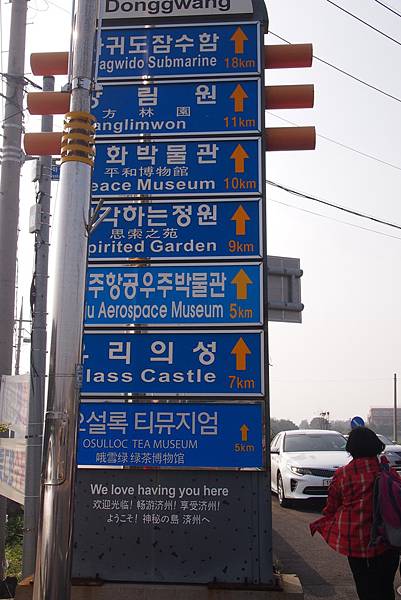 Donggwang
귀도잠수함
agwido Submarine 18km
림 원
方林園
anglimwon 11km
화박물관
平和博物館
eace Museum 10km
각하는정원
思索之苑
pirited Garden 9km
주항공우주박물관
ju Aerospace Museum 5km
리의성
lass Castle 7km
오설록 티뮤지엄
OSULLOC TEA MUSEUM
哦雪绿 绿茶博物馆 5km
We love having you here
欢迎光临! 畅游济州! 享受济州!
ようこそ! 神秘の島 済州へ